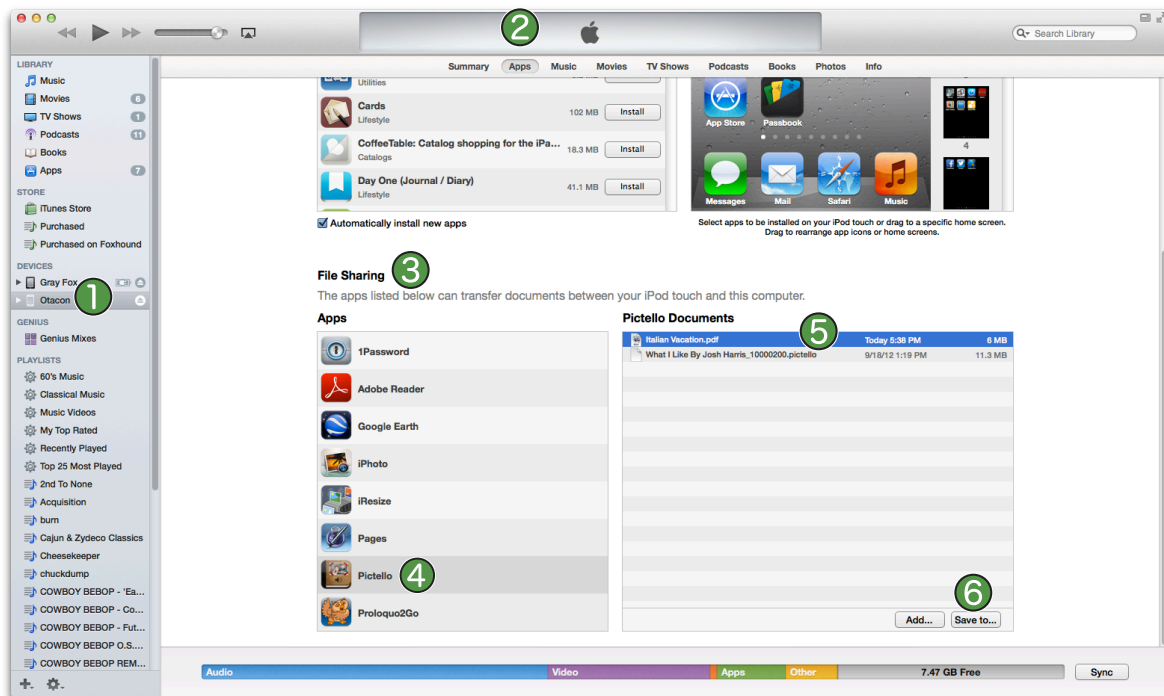 2
Search Library
Summary Apps Music Movies TV Shows Podcasts Books Photos Info
LIBRARY
Music
Movies 6
TV Shows 1
Podcasts 11
Books
Apps 7
STORE
iTunes Store
Purchased
Purchased on Foxhound
DEVICES
Gray Fox
Otacon 1
GENIUS
Genius Mixes
PLAYLISTS
60's Music
Classical Music
Music Videos
My Top Rated
Recently Played
Top 25 Most Played
2nd To None
Acquisition
burn
Cajun & Zydeco Classics
Cheesekeeper
chuckdump
COWBOY BEBOP - 'Ea...
COWBOY BEBOP - Co...
COWBOY BEBOP - Fut...
COWBOY BEBOP O.S....
COWBOY BEBOP REM...
Utilities
Cards
Lifestyle
102 MB Install
CoffeeTable: Catalog shopping for the iPa...
Catalogs
18.3 MB Install
Day One (Journal / Diary)
Lifestyle
41.1 MB Install
Automatically install new apps
App Store Passbook
Messages Mail Safari Music
4
Select apps to be installed on your iPod touch or drag to a specific home screen.
Drag to rearrange app icons or home screens.
File Sharing 3
The apps listed below can transfer documents between your iPod touch and this computer.
Apps
1Password
Adobe Reader
Google Earth
iPhoto
iResize
Pages
Pictello 4
Proloquo2Go
Pictello Documents
5
Italian Vacation.pdf Today 5:38 PM 6 MB
What I Like By Josh Harris_10000200.pictello 9/18/12 1:19 PM 11.3 MB
6
Add... Save to...
Audio Video Apps Other 7.47 GB Free Sync